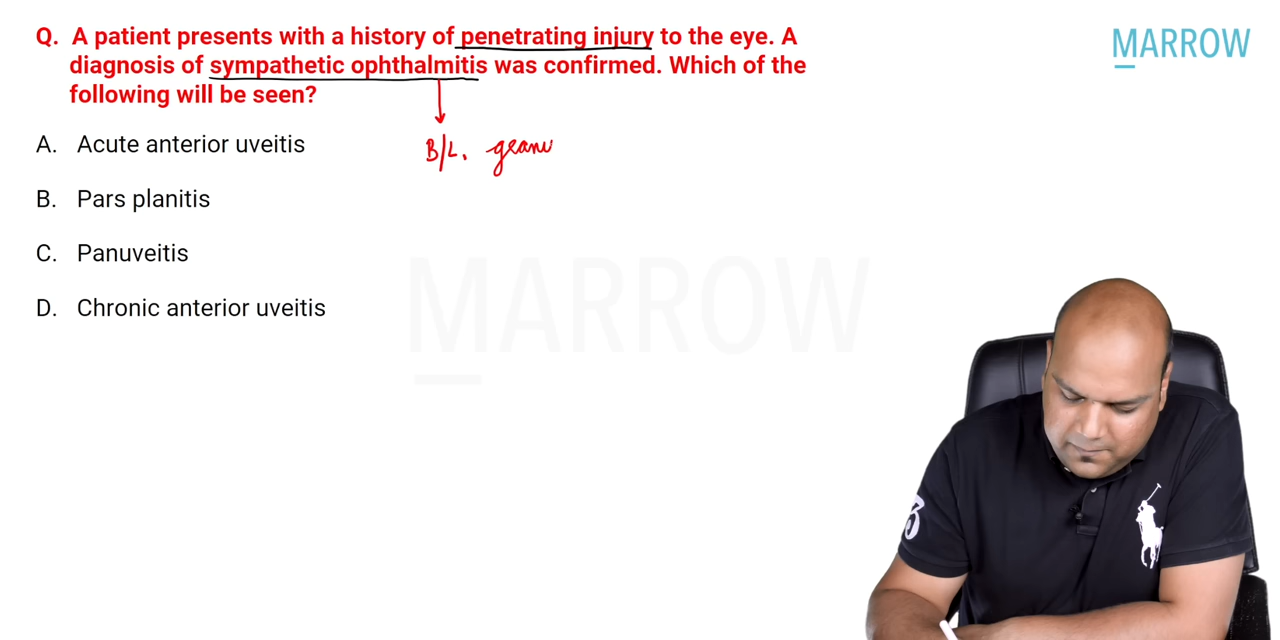 Q. A patient presents with a history of penetrating injury to the eye. A
MARROW
diagnosis of sympathetic ophthalmitis was confirmed. Which of the
following will be seen?
A. Acute anterior uveitis
B/L.
B. Pars planitis
C. Panuveitis
MARROW
D. Chronic anterior uveitis
3